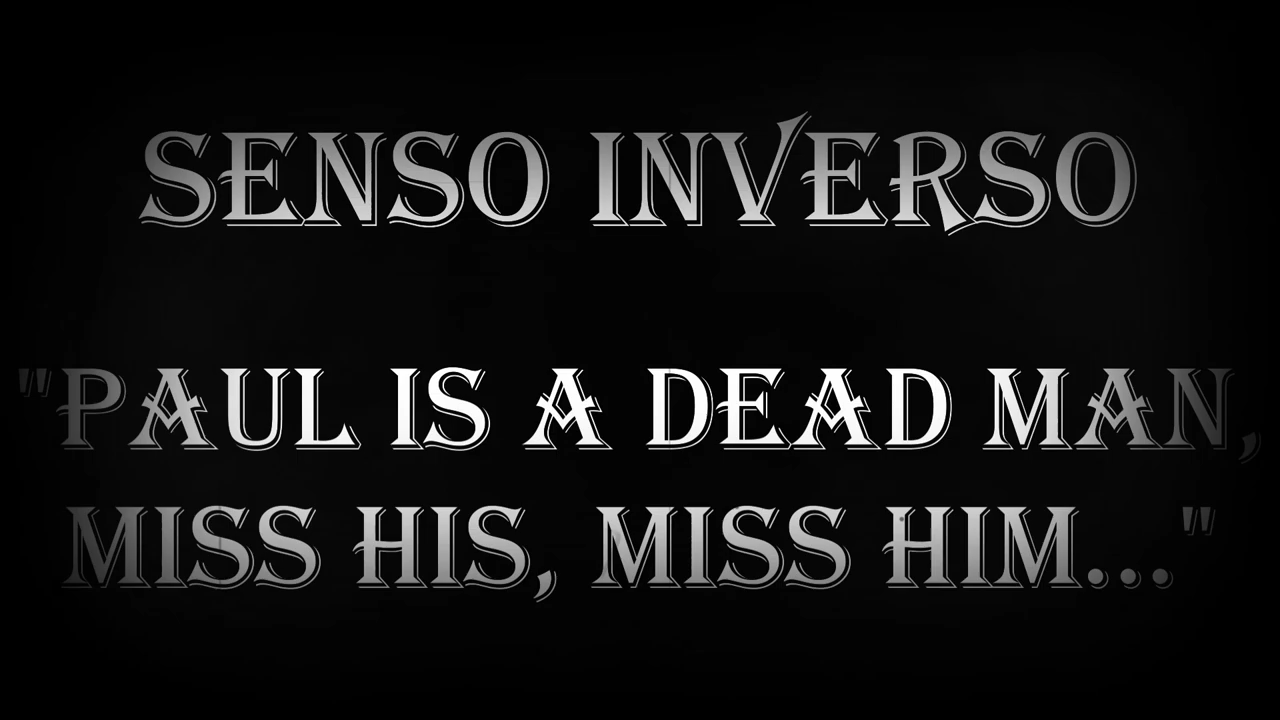 SENSO INVERSO
"PAUL IS A DEAD MAN,
MISS HIS, MISS HIM..."